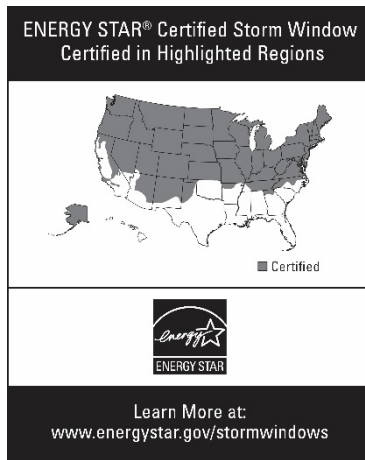 ENERGY STAR® Certified Storm Window
Certified in Highlighted Regions
Certified
energy
ENERGY STAR
Learn More at:
www.energystar.gov/stormwindows